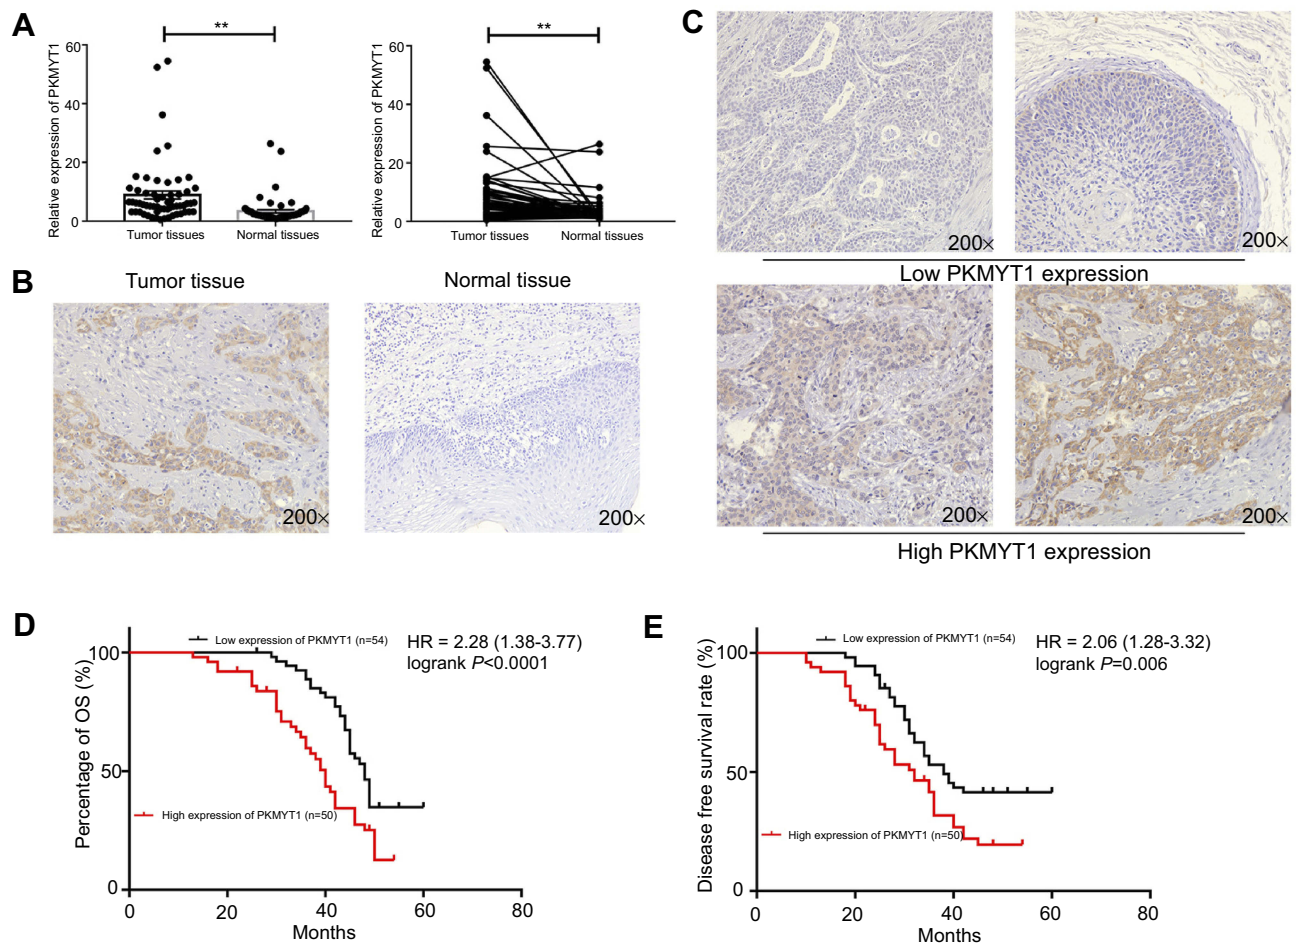 A
**
60
40
20
0
Relative expression of PKMYT1
Tumor tissues
Normal tissues
**
60
40
20
0
Relative expression of PKMYT1
Tumor tissues
Normal tissues
B
Tumor tissue
Normal tissue
200×
200×
C
200×
200×
Low PKMYT1 expression
200×
200×
High PKMYT1 expression
D
Low expression of PKMYT1 (n=54)
HR = 2.28 (1.38-3.77)
logrank P<0.0001
High expression of PKMYT1 (n=50)
Percentage of OS (%)
100
50
0
0
20
40
60
80
Months
E
Low expression of PKMYT1 (n=54)
HR = 2.06 (1.28-3.32)
logrank P=0.006
High expression of PKMYT1 (n=50)
Disease free survival rate (%)
100
50
0
0
20
40
60
80
Months